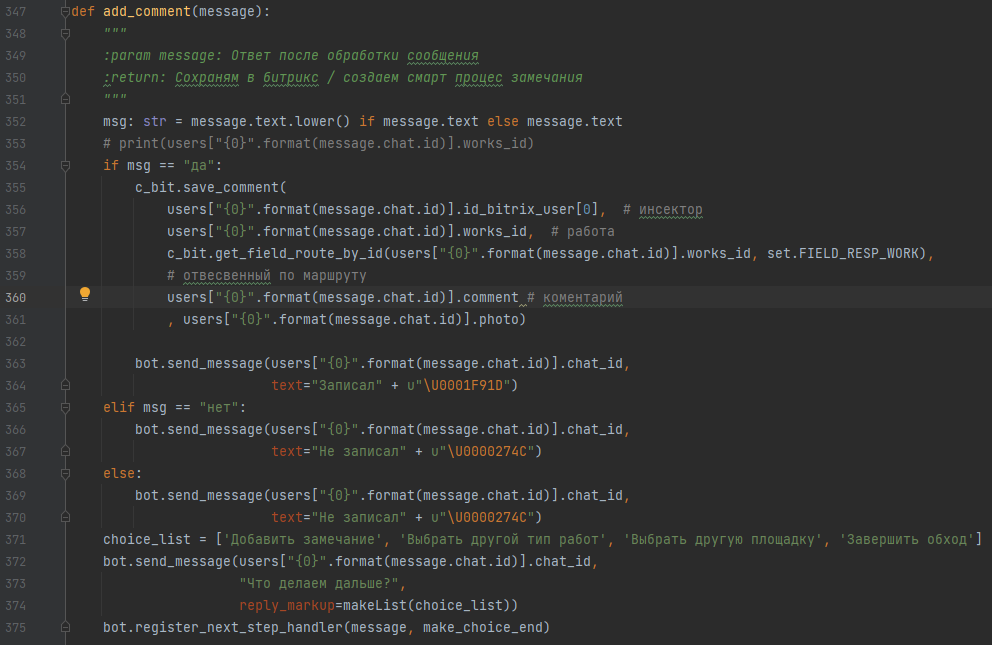 347 def add_comment(message):
348     """
349     :param message: Ответ после обработки сообщения
350     :return: Сохраням в битрикс / создаем смарт процес замечания
351     """
352     msg: str = message.text.lower() if message.text else message.text
353     # print(users["{0}".format(message.chat.id)].works_id)
354     if msg == "да":
355         c_bit.save_comment(
356             users["{0}".format(message.chat.id)].id_bitrix_user[0],  # инсектор
357             users["{0}".format(message.chat.id)].works_id,  # работа
358             c_bit.get_field_route_by_id(users["{0}".format(message.chat.id)].works_id, set.FIELD_RESP_WORK),
359             # отвесвенный по маршруту
360             users["{0}".format(message.chat.id)].comment # коментарий
361             , users["{0}".format(message.chat.id)].photo)
362
363         bot.send_message(users["{0}".format(message.chat.id)].chat_id,
364                          text="Записал" + u"\U0001F91D")
365     elif msg == "нет":
366         bot.send_message(users["{0}".format(message.chat.id)].chat_id,
367                          text="Не записал" + u"\U0000274C")
368     else:
369         bot.send_message(users["{0}".format(message.chat.id)].chat_id,
370                          text="Не записал" + u"\U0000274C")
371     choice_list = ['Добавить замечание', 'Выбрать другой тип работ', 'Выбрать другую площадку', 'Завершить обход']
372     bot.send_message(users["{0}".format(message.chat.id)].chat_id,
373                      "Что делаем дальше?",
374                      reply_markup=makeList(choice_list))
375     bot.register_next_step_handler(message, make_choice_end)